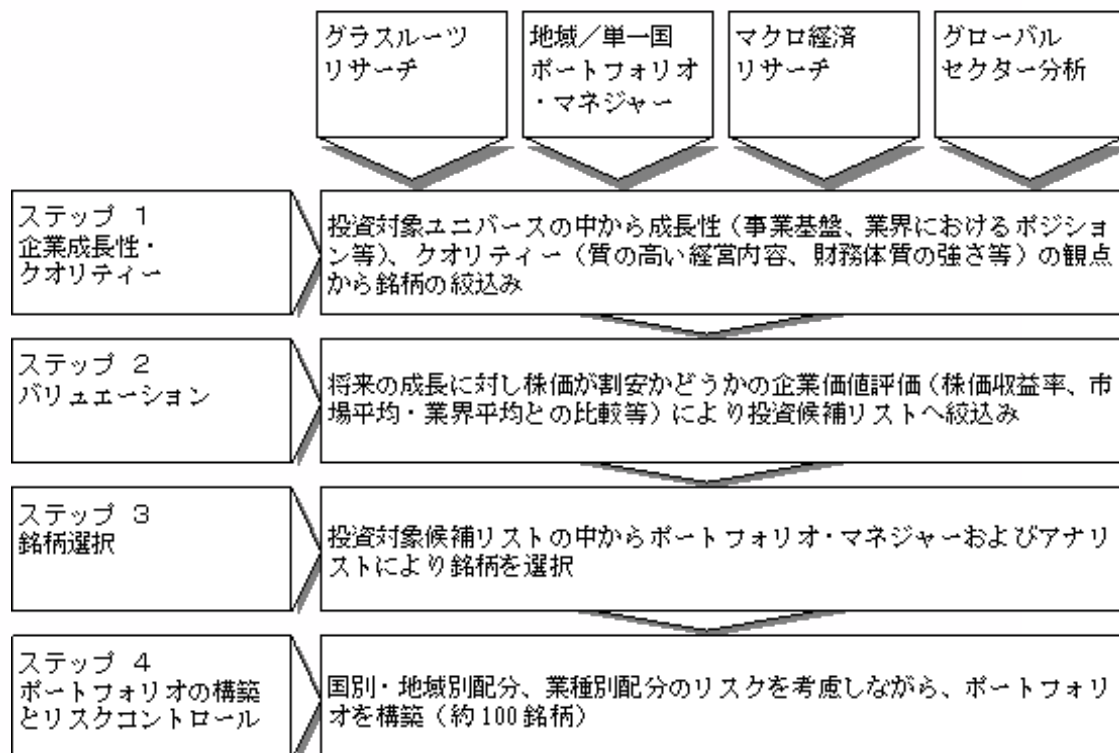 グラスルーツ
リサーチ
地域／単一国
ポートフォリオ
・マネジャー
マクロ経済
リサーチ
グローバル
セクター分析
ステップ １
企業成長性・
クオリティー
投資対象ユニバースの中から成長性（事業基盤、業界におけるポジショ
ン等）、クオリティー（質の高い経営内容、財務体質の強さ等）の観点
から銘柄の絞込み
ステップ ２
バリュエーション
将来の成長に対し株価が割安かどうかの企業価値評価（株価収益率、市
場平均・業界平均との比較等）により投資候補リストへ絞込み
ステップ ３
銘柄選択
投資対象候補リストの中からポートフォリオ・マネジャーおよびアナリ
ストにより銘柄を選択
ステップ ４
ポートフォリオの構築
とリスクコントロール
国別・地域別配分、業種別配分のリスクを考慮しながら、ポートフォリ
オを構築（約100銘柄）